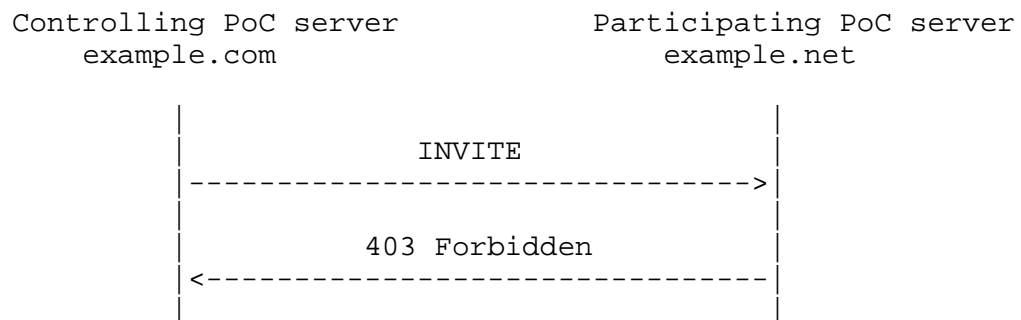 Controlling PoC server Participating PoC server
example.com example.net
INVITE
403 Forbidden